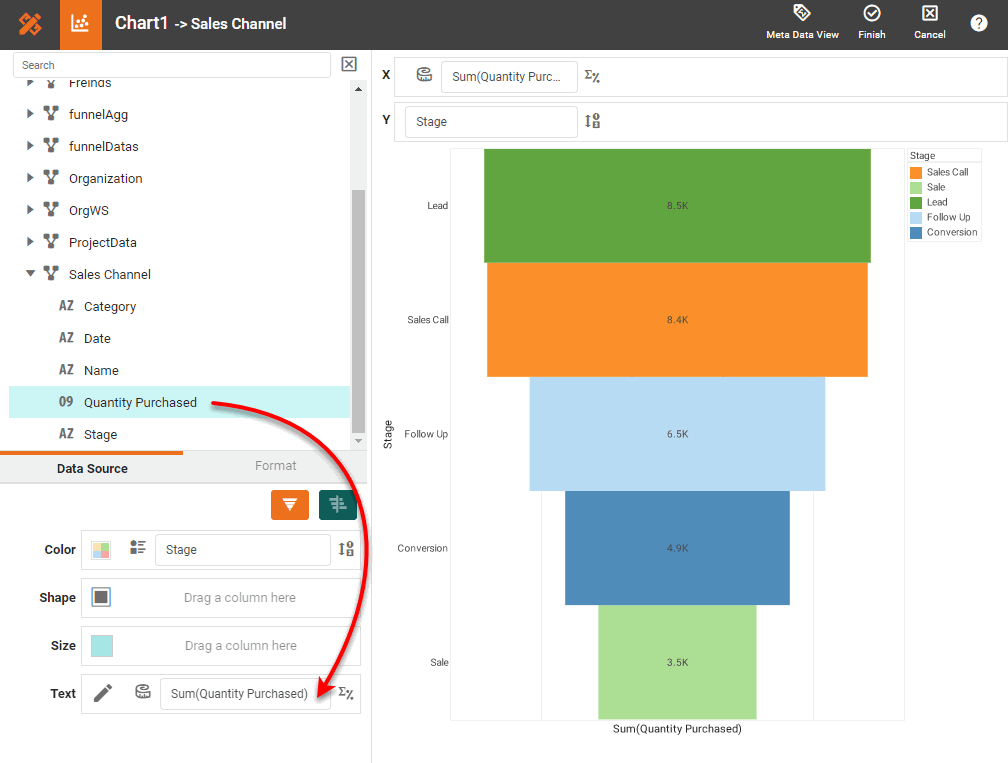 Chart1 -> Sales Channel
Meta Data View
Finish
Cancel
?
Search
Freinds
funnelAgg
funnelDatas
Organization
OrgWS
ProjectData
Sales Channel
AZ Category
AZ Date
AZ Name
09 Quantity Purchased
AZ Stage
Data Source
Format
Color
Stage
Shape
Drag a column here
Size
Drag a column here
Text
Sum(Quantity Purchased)
X
Sum(Quantity Purc...
Y
Stage
Stage
Lead
8.5K
Sales Call
8.4K
Follow Up
6.5K
Conversion
4.9K
Sale
3.5K
Sum(Quantity Purchased)
Stage
Sales Call
Sale
Lead
Follow Up
Conversion